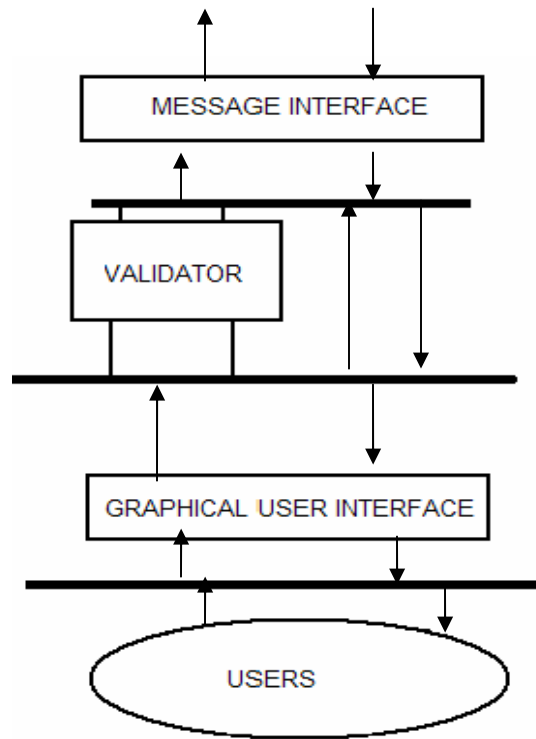 MESSAGE INTERFACE
VALIDATOR
GRAPHICAL USER INTERFACE
USERS